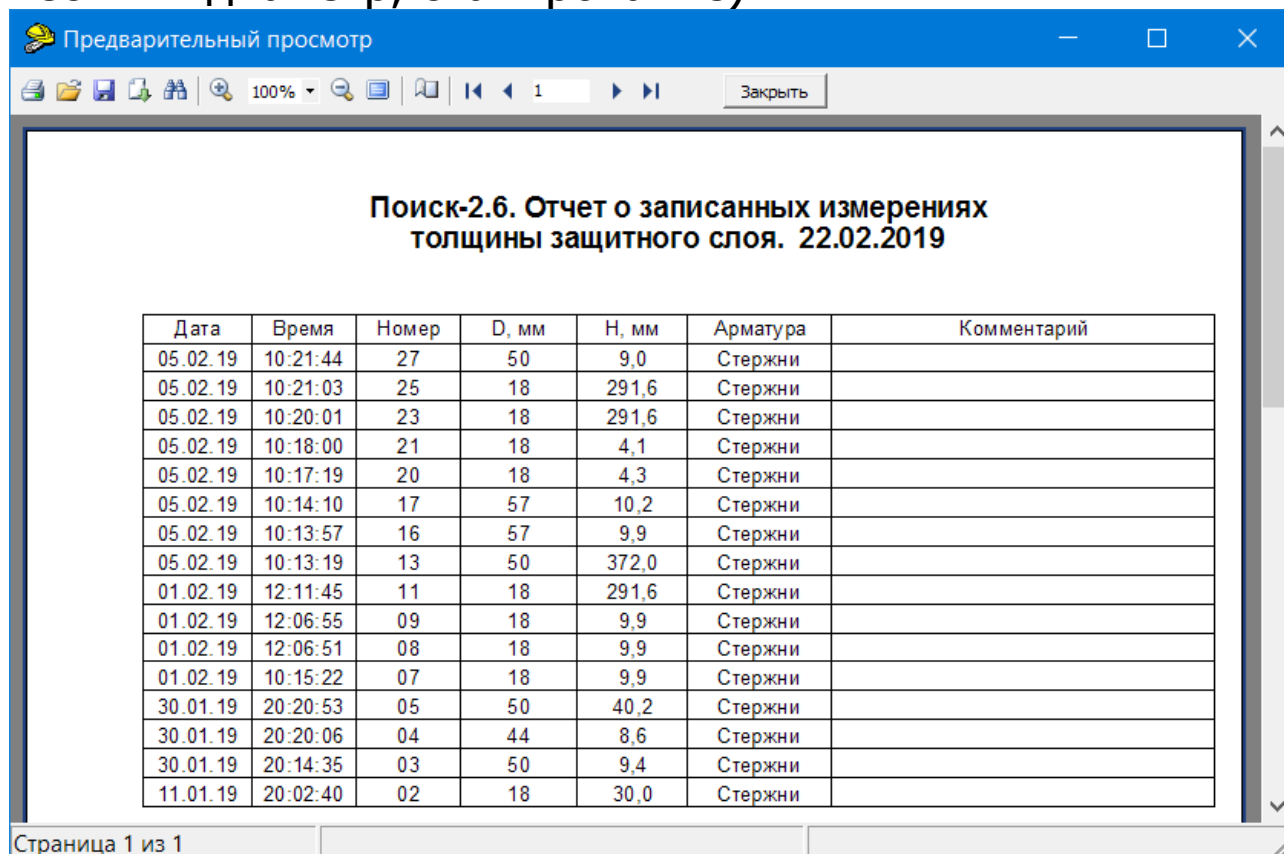 Предварительный просмотр
100% 1 Закрыть
Поиск-2.6. Отчет о записанных измерениях
толщины защитного слоя. 22.02.2019
Дата Время Номер D, мм H, мм Арматура Комментарий
05.02.19 10:21:44 27 50 9,0 Стержни
05.02.19 10:21:03 25 18 291,6 Стержни
05.02.19 10:20:01 23 18 291,6 Стержни
05.02.19 10:18:00 21 18 4,1 Стержни
05.02.19 10:17:19 20 18 4,3 Стержни
05.02.19 10:14:10 17 57 10,2 Стержни
05.02.19 10:13:57 16 57 9,9 Стержни
05.02.19 10:13:19 13 50 372,0 Стержни
01.02.19 12:11:45 11 18 291,6 Стержни
01.02.19 12:06:55 09 18 9,9 Стержни
01.02.19 12:06:51 08 18 9,9 Стержни
01.02.19 10:15:22 07 18 9,9 Стержни
30.01.19 20:20:53 05 50 40,2 Стержни
30.01.19 20:20:06 04 44 8,6 Стержни
30.01.19 20:14:35 03 50 9,4 Стержни
11.01.19 20:02:40 02 18 30,0 Стержни
Страница 1 из 1